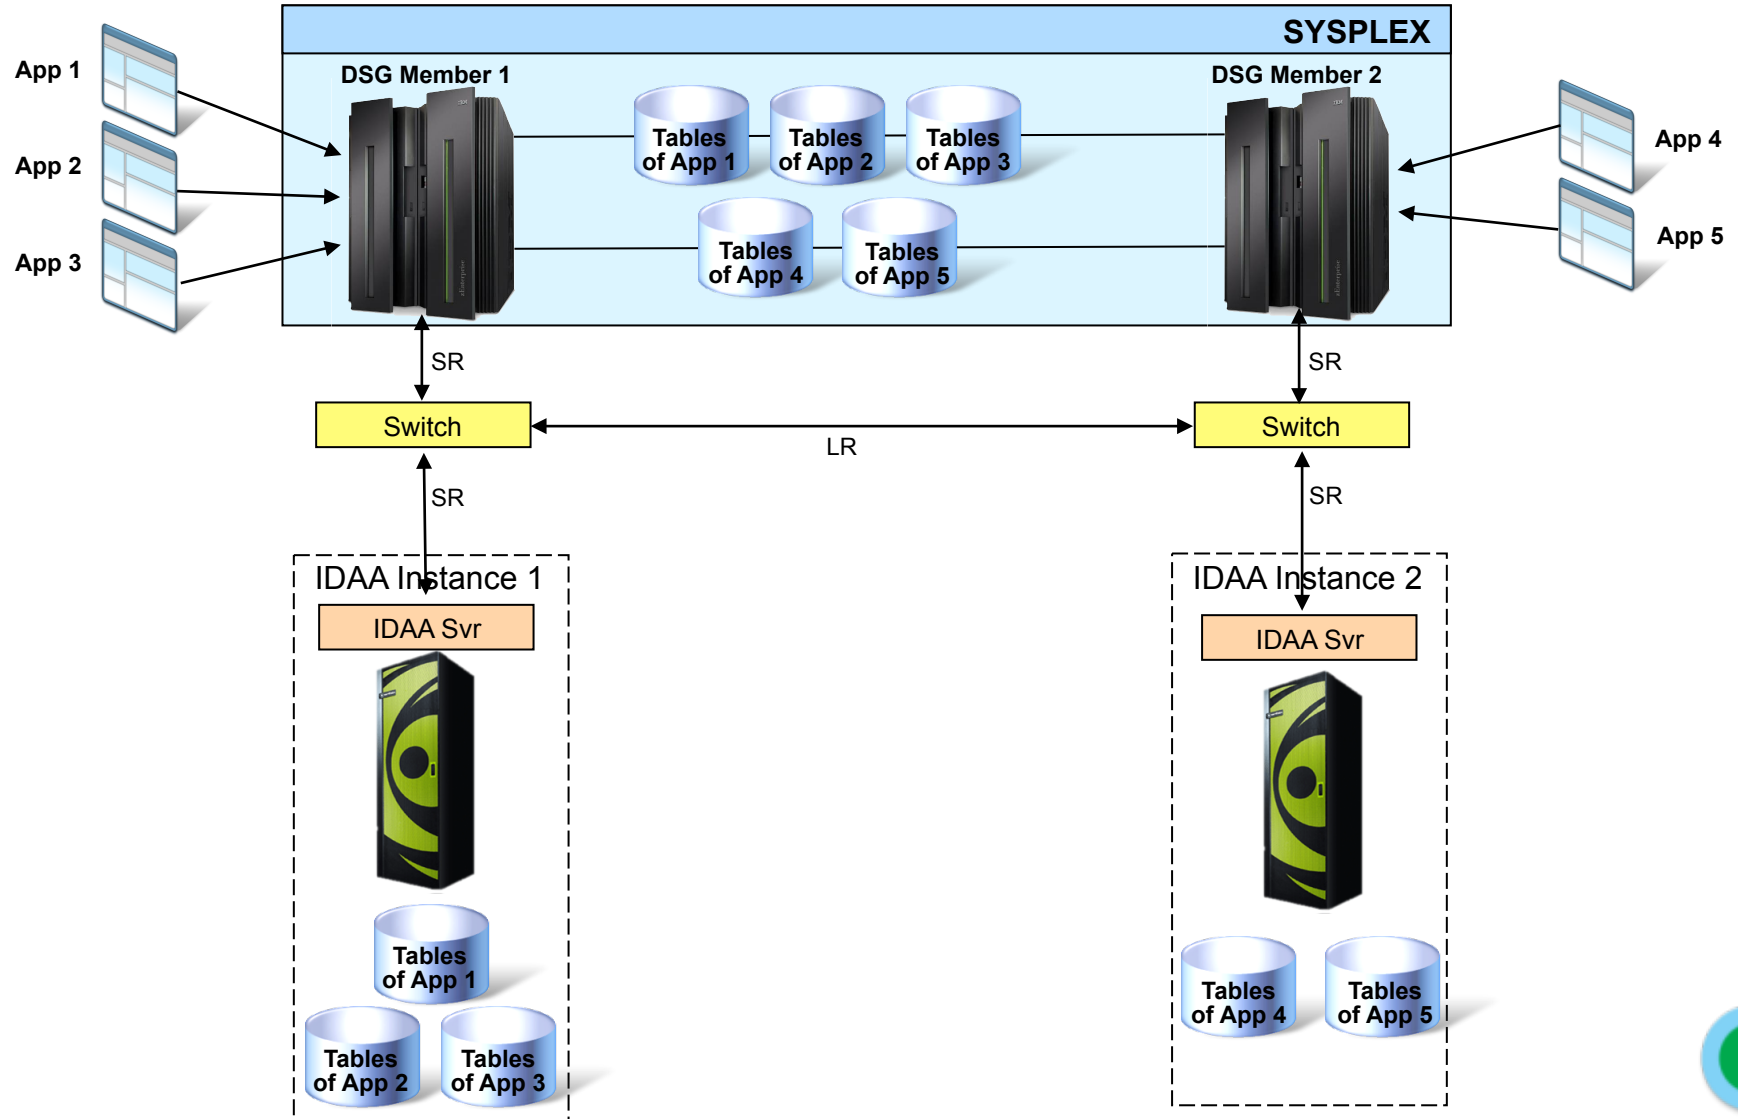 SYSPLEX
DSG Member 1
DSG Member 2
App 1
App 2
App 3
Tables
of App 1
Tables
of App 2
Tables
of App 3
Tables
of App 4
Tables
of App 5
App 4
App 5
SR
SR
Switch
Switch
LR
SR
SR
IDAA Instance 1
IDAA Instance 2
IDAA Svr
IDAA Svr
Tables
of App 1
Tables
of App 2
Tables
of App 3
Tables
of App 4
Tables
of App 5